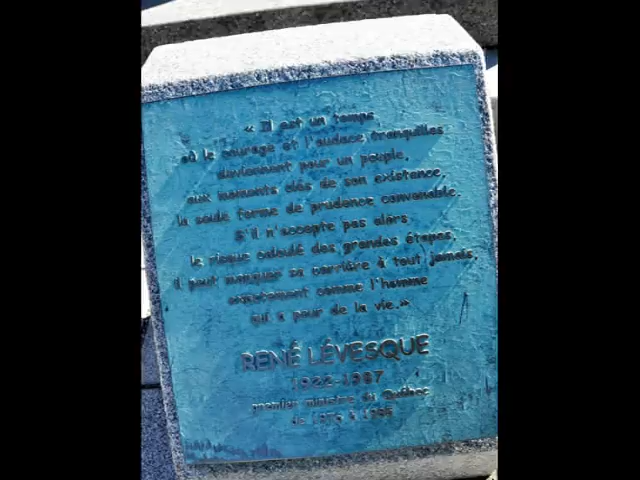 « Il est un temps,
où le courage et l'audace tranquilles
deviennent pour un peuple,
aux moments clés de son existence,
la seule forme de prudence convenable.
S'il n'accepte pas alors
le risque calculé des grandes étapes,
il peut manquer sa carrière à tout jamais,
exactement comme l'homme
qui a peur de la vie.»
RENÉ LÉVESQUE
1922-1987
premier ministre du Québec
de 1976 à 1985